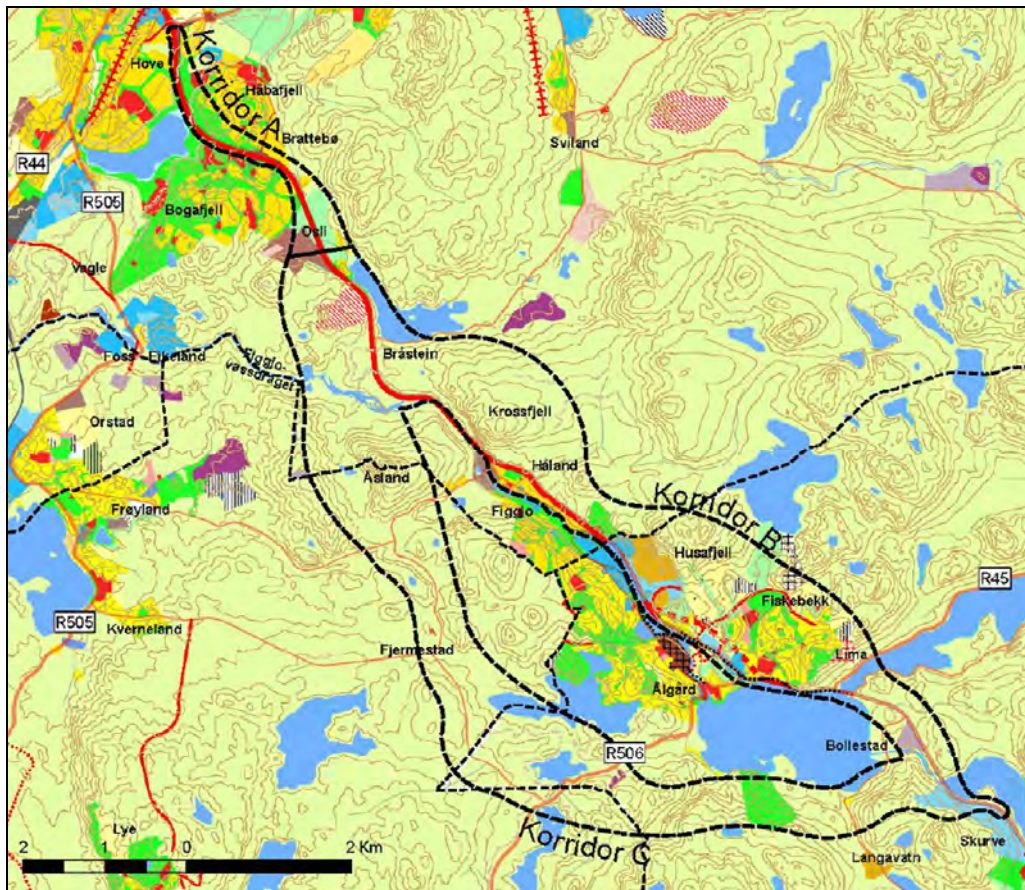 Hove
Korridor A
Håbafjell
Brattebø
Sviland
R44
R505
Bogafjell
Osli
Vagle
Foss
Eikeland
Figgjo-
vassdraget
Bråstein
Orstad
Krossfjell
Åsland
Håland
Frøyland
Figgjo
Korridor B
Husafjell
R45
Fiskebekk
R505
Kverneland
Fjermestad
Lima
Ålgård
R506
Bollestad
Korridor C
Skurve
Lye
Langavatn
2 1 0 2 Km